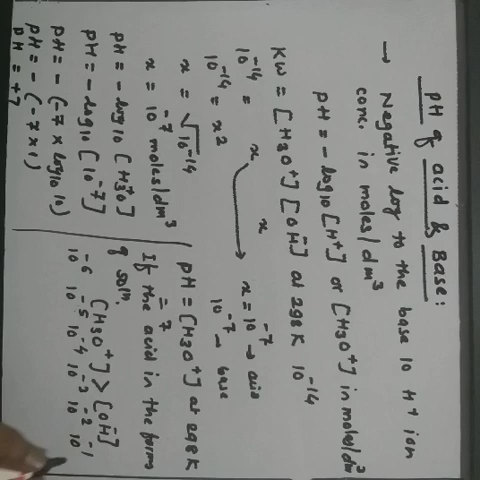 pH of acid & Base:
→ Negative log to the base 10 H+ ion
conc. in moles/dm³
pH = -log10[H+] or [H3O+] in moles/dm³
Kw = [H3O+] [OH-] at 298K 10^-14
10^-14 = x x
10^-14 = x2
x = 10^-7 → acid
10^-7 → base
x = √10^-14
x = 10^-7 moles/dm³
pH = -log10 [H3O+]
pH = -log10 [10^-7]
pH = -(-7 x log10 10)
pH = -(-7 x 1)
pH = +7
pH = [H3O+] at 298K
= 7
If the acid in the form
of soln.
[H3O+] > [OH-]
10^-6 10^-5 10^-4 10^-3 10^-2 10^-1